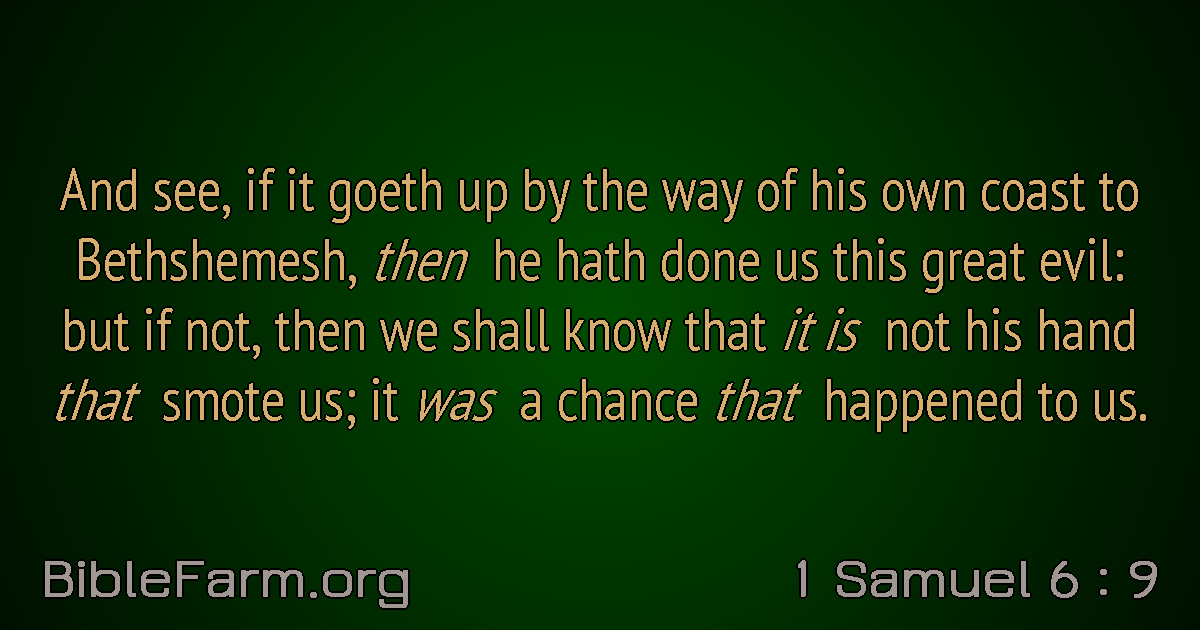 And see, if it goeth up by the way of his own coast to
Bethshemesh, then he hath done us this great evil:
but if not, then we shall know that it is not his hand
that smote us; it was a chance that happened to us.
BibleFarm.org
1 Samuel 6 : 9